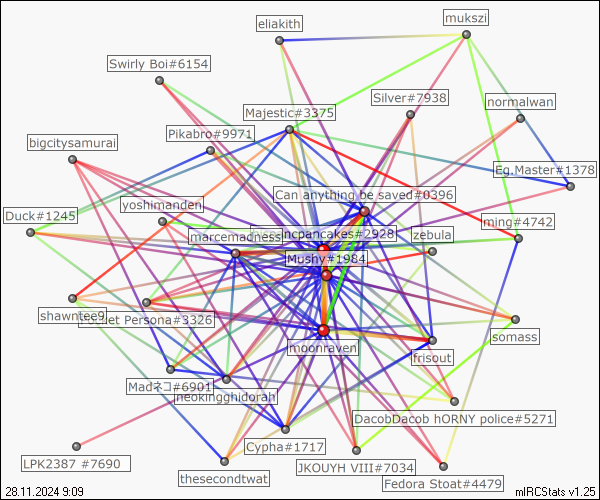 eliakith
mukszi
Swirly Boi#6154
Silver#7938
normalwan
Majestic#3375
Pikabro#9971
bigcitysamurai
Eg.Master#1378
Can anything be saved#0396
yoshimanden
Duck#1245
ming#4742
ncpancakes#2928
zebula
marcemadness
Mushy#1984
shawntee9
et Persona#3326
somass
moonraven
frisout
Madネコ#6901
neokingghidorah
DacobDacob hORNY police#5271
Cypha#1717
LPK2387 #7690
JKOUYH VIII#7034
thesecondtwat
Fedora Stoat#4479
28.11.2024 9:09
mIRCStats v1.25